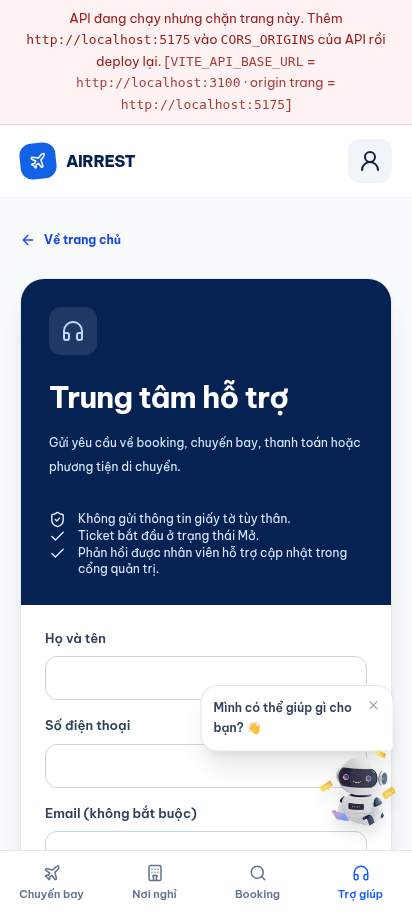 API đang chạy nhưng chặn trang này. Thêm
http://localhost:5175 vào CORS_ORIGINS của API rồi
deploy lại. [VITE_API_BASE_URL =
http://localhost:3100 · origin trang =
http://localhost:5175]
AIRREST
Về trang chủ
Trung tâm hỗ trợ
Gửi yêu cầu về booking, chuyến bay, thanh toán hoặc
phương tiện di chuyển.
Không gửi thông tin giấy tờ tùy thân.
Ticket bắt đầu ở trạng thái Mở.
Phản hồi được nhân viên hỗ trợ cập nhật trong
cổng quản trị.
Họ và tên
Mình có thể giúp gì cho
bạn? 👋
Số điện thoại
Email (không bắt buộc)
Chuyến bay
Nơi nghỉ
Booking
Trợ giúp